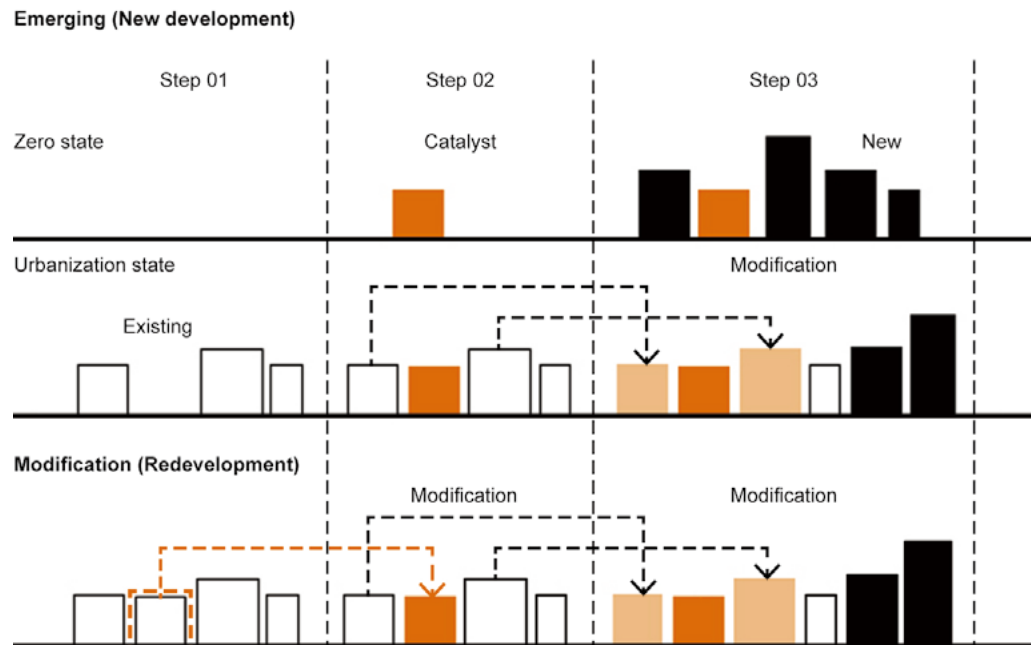 Emerging (New development)
Step 01
Step 02
Step 03
Zero state
Catalyst
New
Urbanization state
Modification
Existing
Modification (Redevelopment)
Modification
Modification